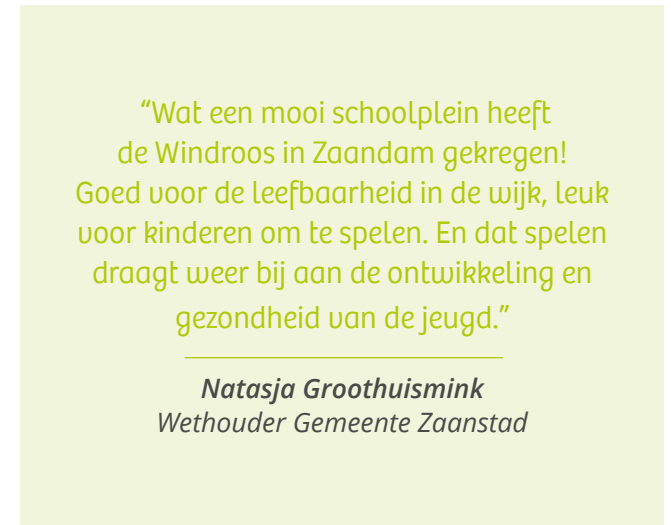 “Wat een mooi schoolplein heeft
de Windroos in Zaandam gekregen!
Goed voor de leefbaarheid in de wijk, leuk
voor kinderen om te spelen. En dat spelen
draagt weer bij aan de ontwikkeling en
gezondheid van de jeugd.”
Natasja Groothuismink
Wethouder Gemeente Zaanstad